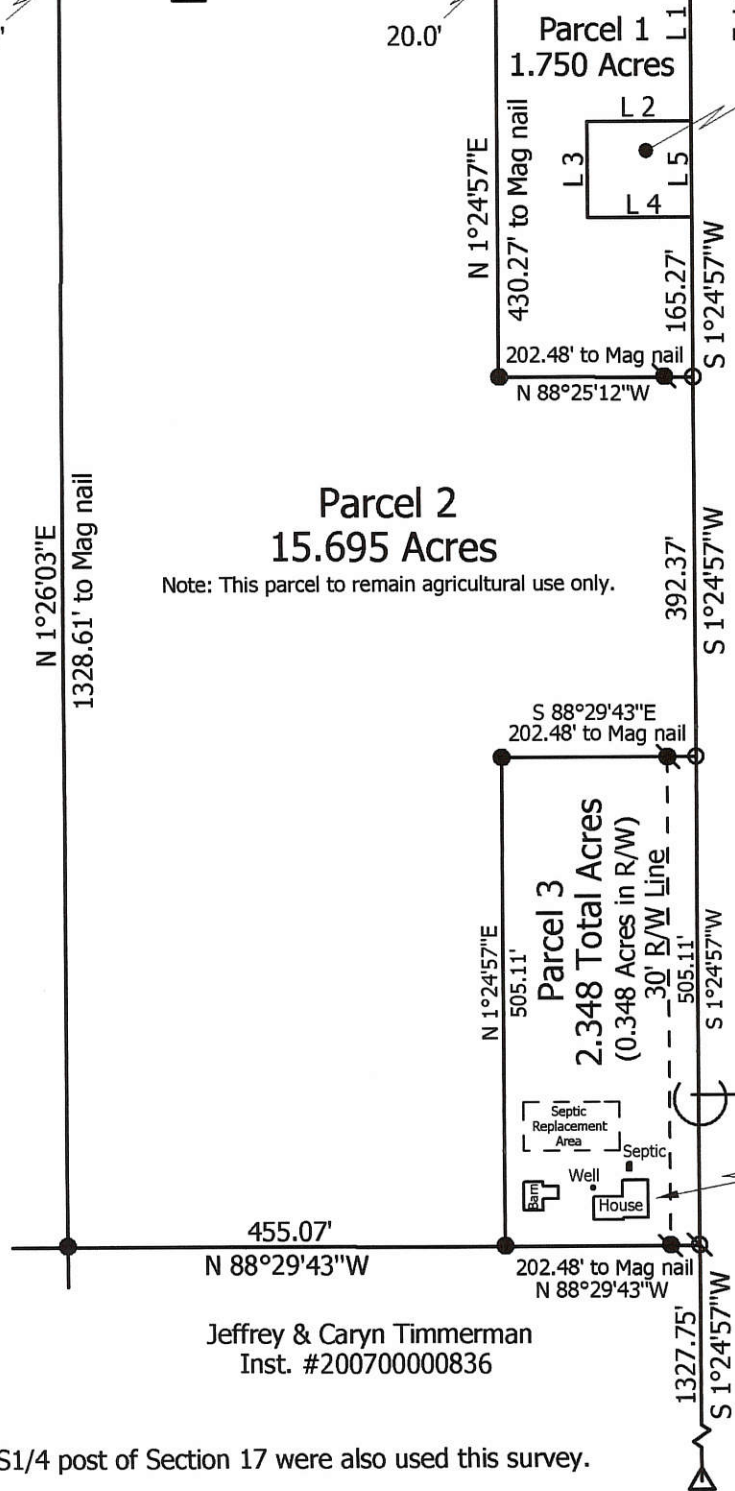 '
20.0'
Parcel 1
1.750 Acres
L 1
L 2
L 3
L 5
L 4
N 1°24'57"E
430.27' to Mag nail
165.27'
S 1°24'57"W
202.48' to Mag nail
N 88°25'12"W
N 1°26'03"E
1328.61' to Mag nail
Parcel 2
15.695 Acres
Note: This parcel to remain agricultural use only.
392.37'
S 1°24'57"W
S 88°29'43"E
202.48' to Mag nail
N 1°24'57"E
505.11'
Parcel 3
2.348 Total Acres
(0.348 Acres in R/W)
30' R/W Line
505.11'
S 1°24'57"W
Septic
Replacement
Area
Septic
Well
Barn
House
455.07'
N 88°29'43"W
202.48' to Mag nail
N 88°29'43"W
1327.75'
S 1°24'57"W
Jeffrey & Caryn Timmerman
Inst. #200700000836
S1/4 post of Section 17 were also used this survey.